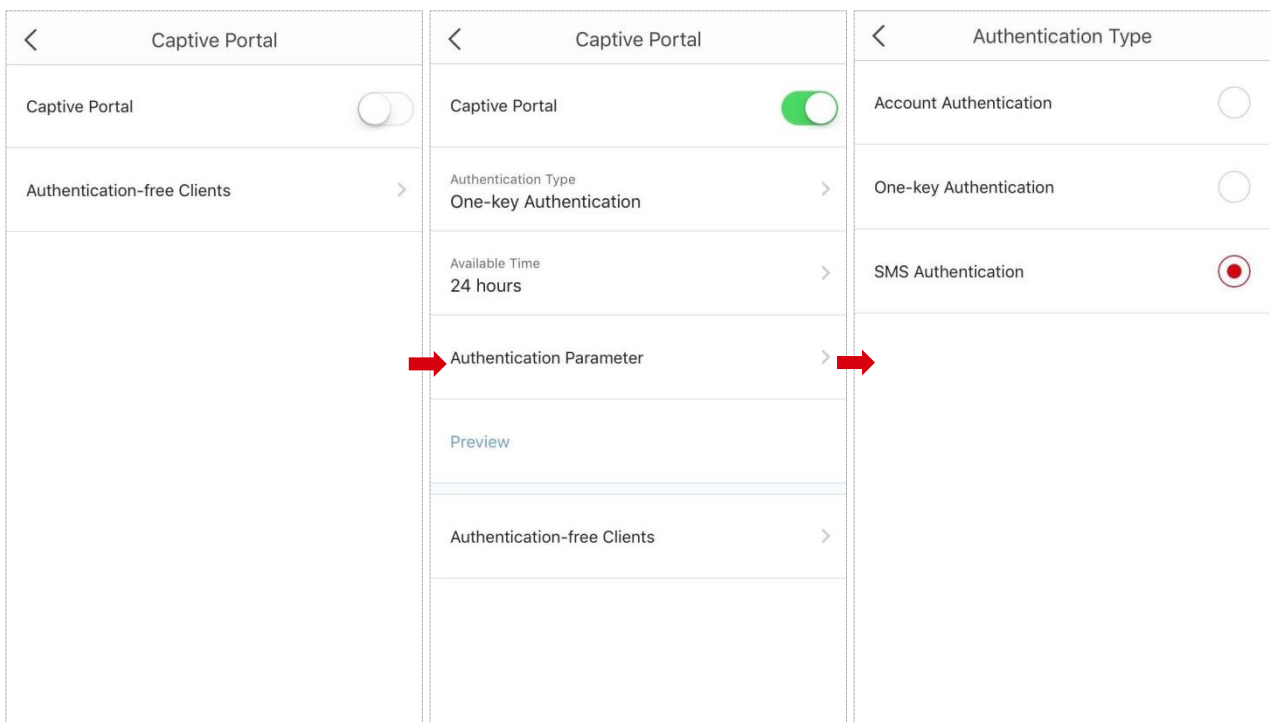 Captive Portal
Captive Portal
Authentication-free Clients
Captive Portal
Captive Portal
Authentication Type
One-key Authentication
Available Time
24 hours
Authentication Parameter
Preview
Authentication-free Clients
Authentication Type
Account Authentication
One-key Authentication
SMS Authentication